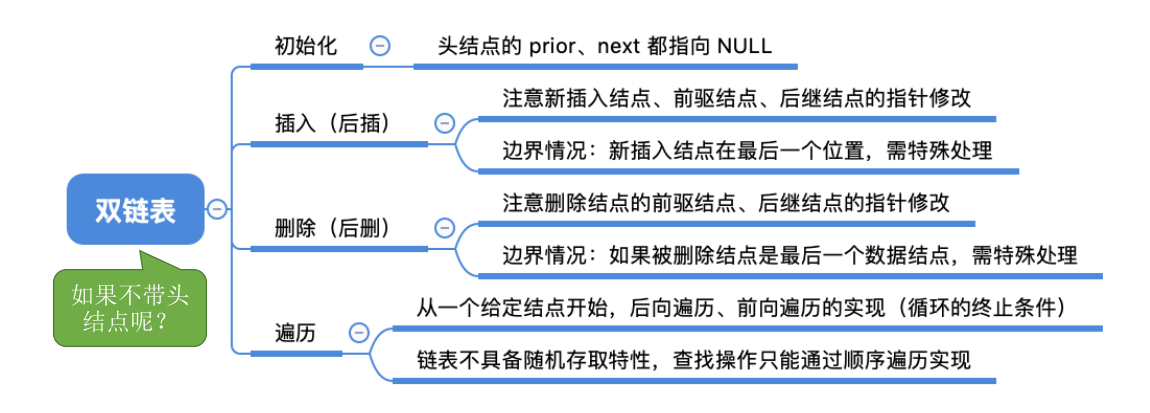 双链表
如果不带头
结点呢？
初始化
头结点的 prior、next 都指向 NULL
插入（后插）
注意新插入结点、前驱结点、后继结点的指针修改
边界情况：新插入结点在最后一个位置，需特殊处理
删除（后删）
注意删除结点的前驱结点、后继结点的指针修改
边界情况：如果被删除结点是最后一个数据结点，需特殊处理
遍历
从一个给定结点开始，后向遍历、前向遍历的实现（循环的终止条件）
链表不具备随机存取特性，查找操作只能通过顺序遍历实现